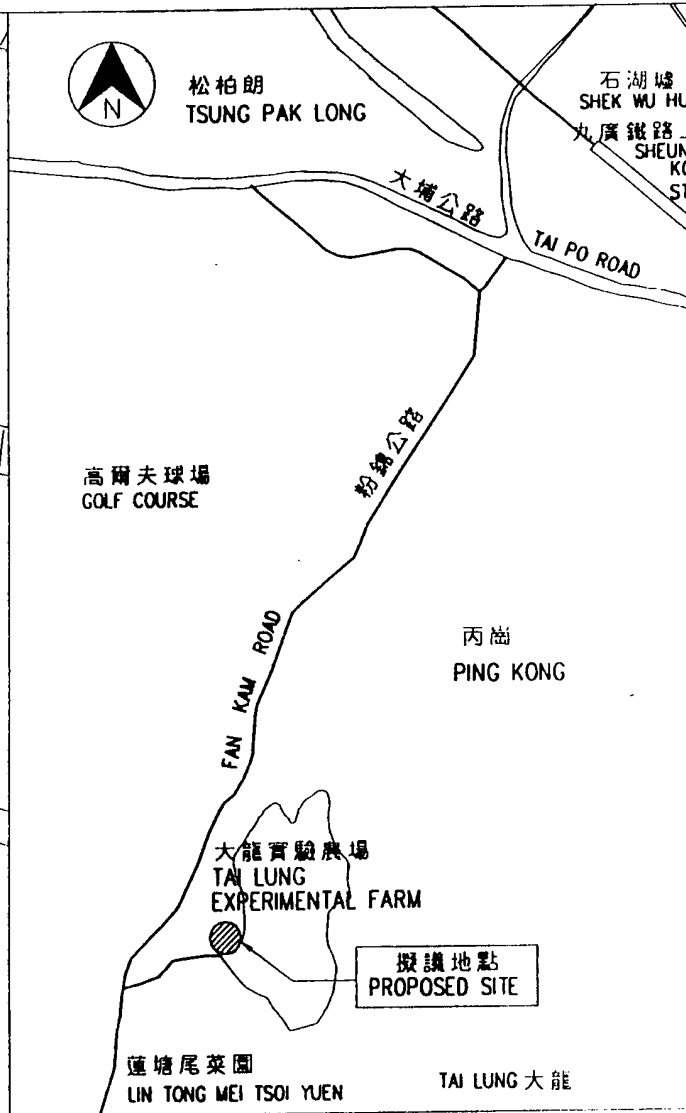 N
松柏朗
TSUNG PAK LONG
石湖墟
SHEK WU HU
九廣鐵路
SHEUN
KO
ST
大埔公路
TAI PO ROAD
粉錦公路
高爾夫球場
GOLF COURSE
丙崗
PING KONG
FAN KAM ROAD
大龍實驗農場
TAI LUNG
EXPERIMENTAL FARM
擬議地點
PROPOSED SITE
蓮塘尾菜園
LIN TONG MEI TSOI YUEN
TAI LUNG 大龍